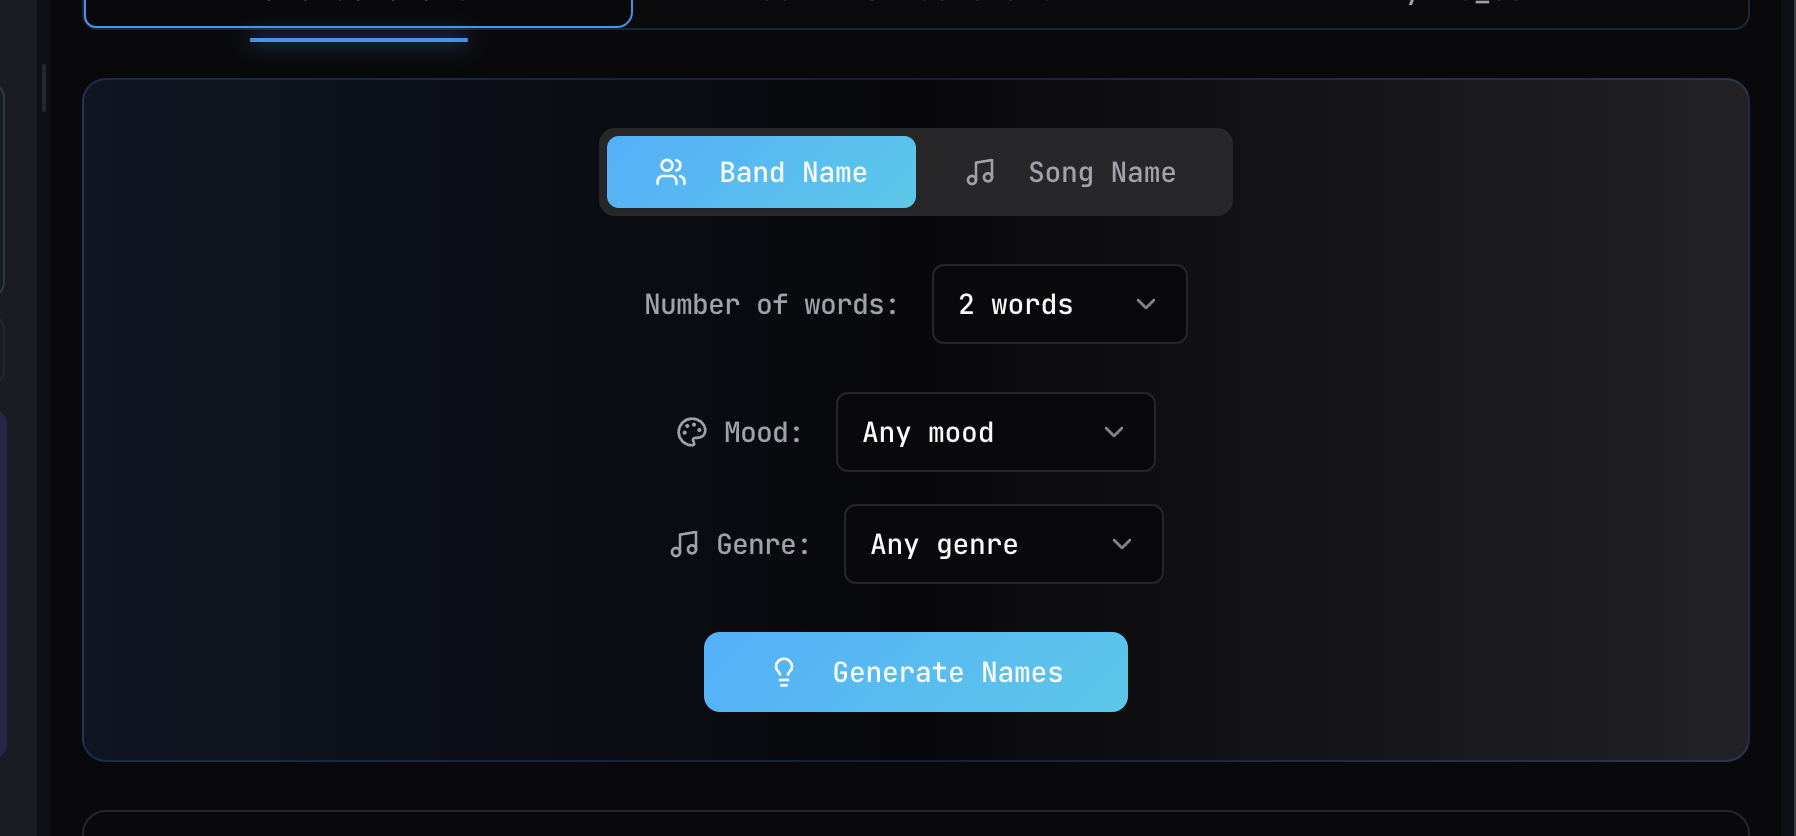 Band Name
Song Name
Number of words:
2 words
Mood:
Any mood
Genre:
Any genre
Generate Names